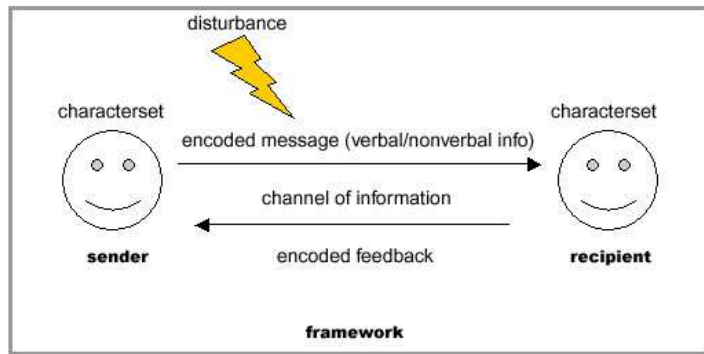 disturbance
characterset
characterset
encoded message (verbal/nonverbal info)
channel of information
sender
encoded feedback
recipient
framework